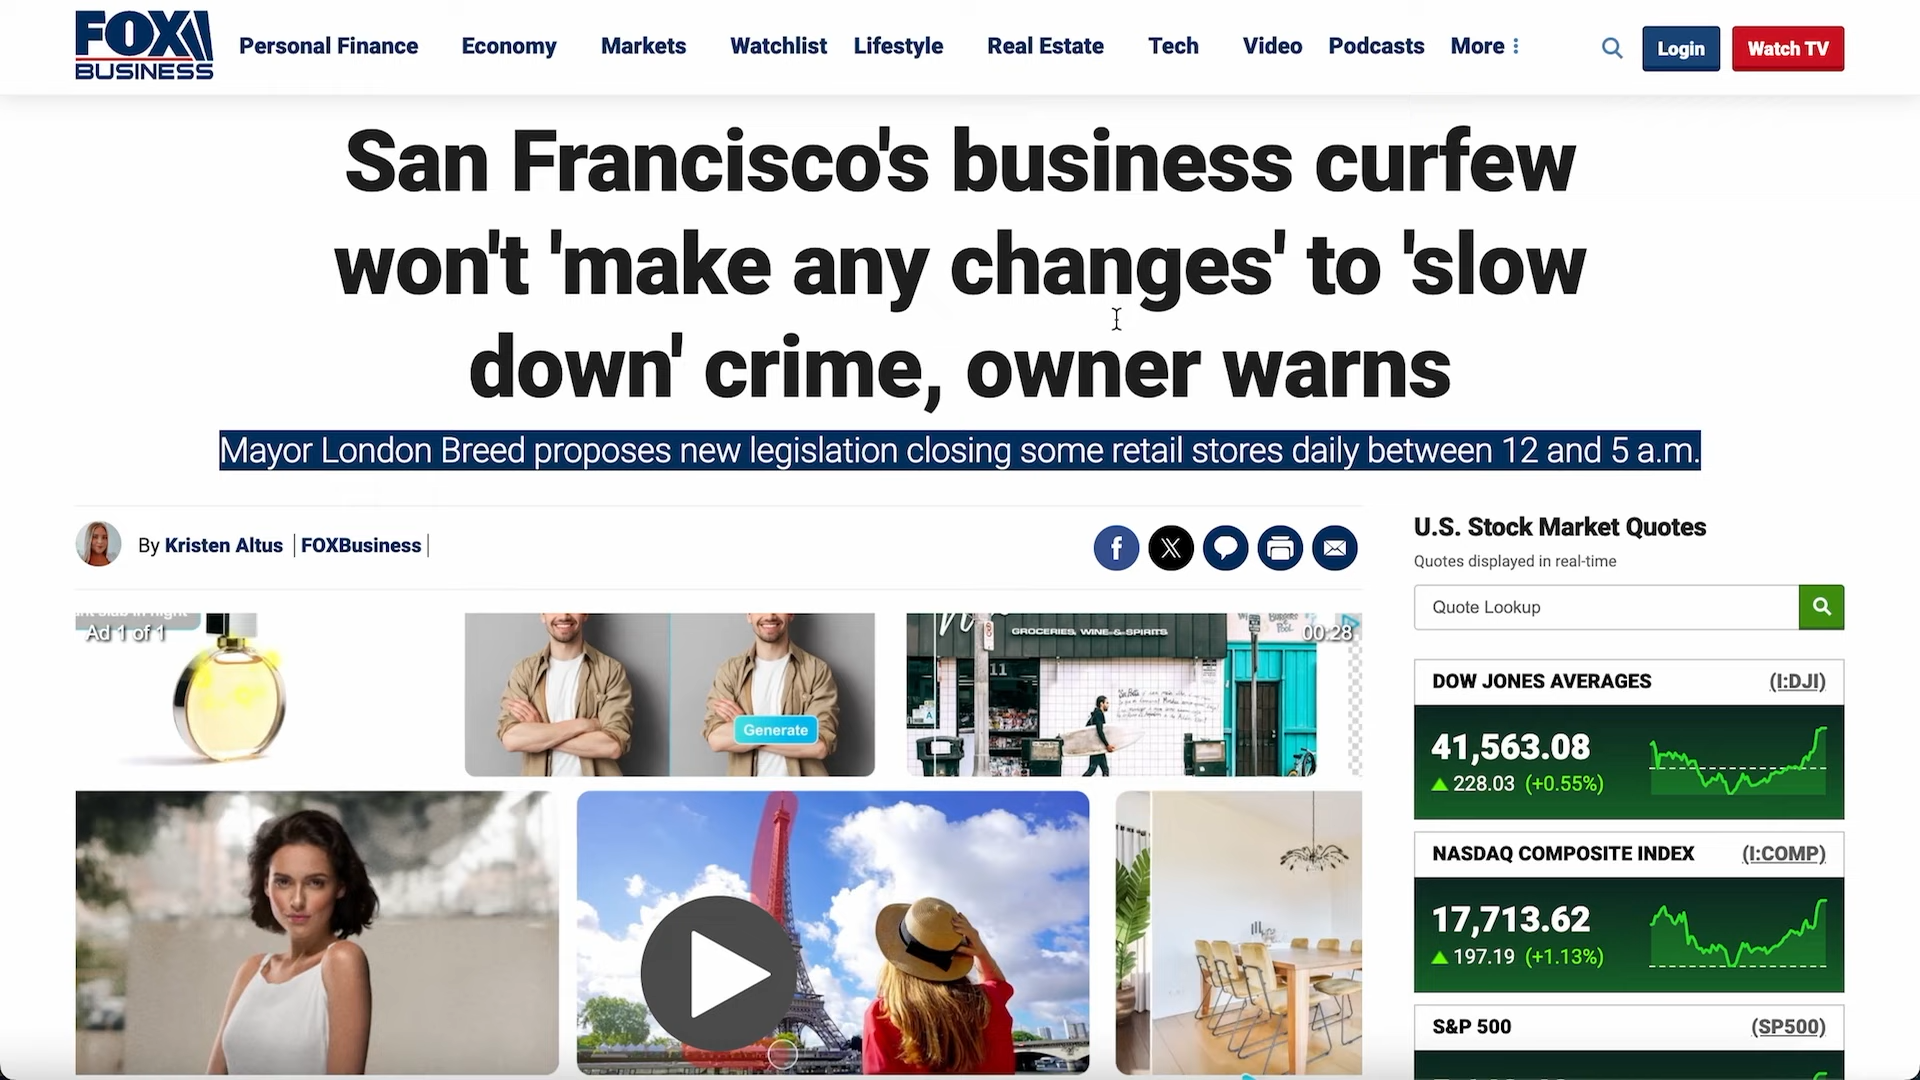 FOX
BUSINESS
Personal Finance
Economy
Markets
Watchlist
Lifestyle
Real Estate
Tech
Video
Podcasts
More
Login
Watch TV
San Francisco's business curfew
won't 'make any changes' to 'slow
down' crime, owner warns
Mayor London Breed proposes new legislation closing some retail stores daily between 12 and 5 a.m.
By Kristen Altus
FOXBusiness
U.S. Stock Market Quotes
Quotes displayed in real-time
Quote Lookup
Ad 1 of 1
Generate
GROCERIES, WINE & SPIRITS
11
00:28
DOW JONES AVERAGES (I:DJI)
41,563.08
228.03 (+0.55%)
NASDAQ COMPOSITE INDEX (I:COMP)
17,713.62
197.19 (+1.13%)
S&P 500 (SP500)